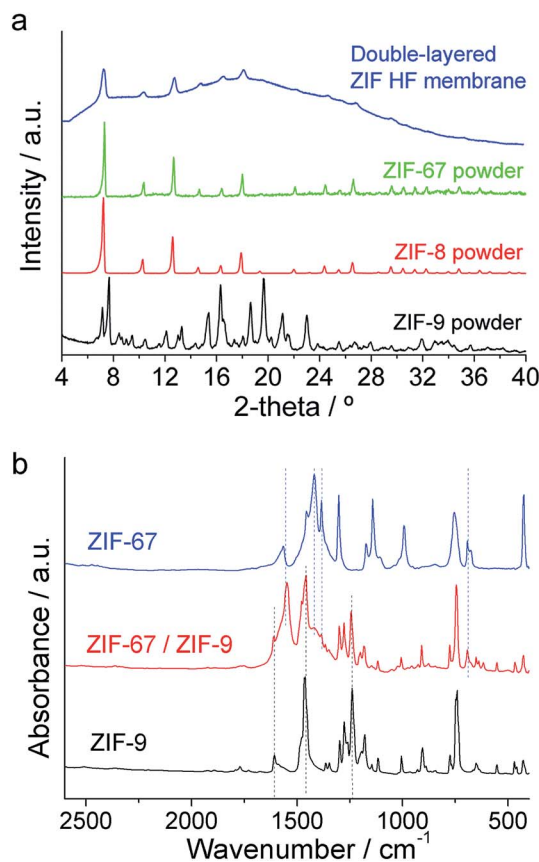 a
Double-layered
ZIF HF membrane
ZIF-67 powder
ZIF-8 powder
ZIF-9 powder
Intensity / a.u.
4 8 12 16 20 24 28 32 36 40
2-theta / º
b
ZIF-67
ZIF-67 / ZIF-9
ZIF-9
Absorbance / a.u.
2500 2000 1500 1000 500
Wavenumber / cm⁻¹